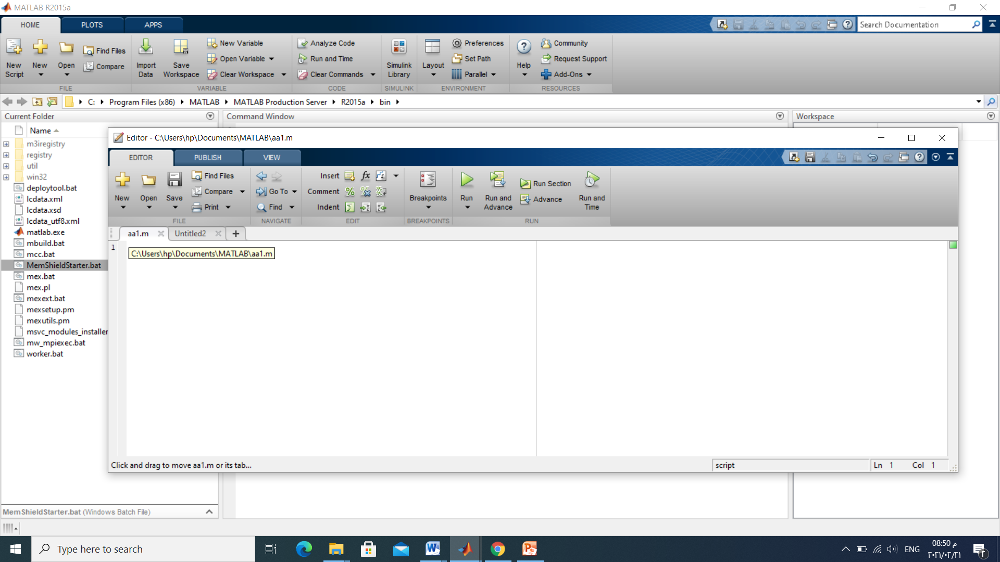 MATLAB R2015a
HOME PLOTS APPS
Search Documentation
New Script
New
Open
Find Files
Compare
FILE
Import Data
Save Workspace
New Variable
Open Variable
Clear Workspace
VARIABLE
Analyze Code
Run and Time
Clear Commands
CODE
Simulink Library
SIMULINK
Layout
Preferences
Set Path
Parallel
ENVIRONMENT
Help
Community
Request Support
Add-Ons
RESOURCES
C: Program Files (x86) MATLAB MATLAB Production Server R2015a bin
Current Folder
Command Window
Workspace
Name
m3iregistry
registry
util
win32
deploytool.bat
lcdata.xml
lcdata.xsd
lcdata_utf8.xml
matlab.exe
mbuild.bat
mcc.bat
MemShieldStarter.bat
mex.bat
mex.pl
mexext.bat
mexsetup.pm
mexutils.pm
msvc_modules_installer
mw_mpiexec.bat
worker.bat
MemShieldStarter.bat (Windows Batch File)
Editor - C:\Users\hp\Documents\MATLAB\aa1.m
EDITOR PUBLISH VIEW
New
Open
Save
Find Files
Compare
Print
FILE
Go To
Find
NAVIGATE
Insert fx fi
Comment % % %
Indent
EDIT
Breakpoints
BREAKPOINTS
Run
Run and Advance
Run Section
Advance
Run and Time
RUN
aa1.m Untitled2 +
1
C:\Users\hp\Documents\MATLAB\aa1.m
Click and drag to move aa1.m or its tab...
script
Ln 1 Col 1
Type here to search
ENG
08:50 م
٢٠٢١/٠٢/٢١
٢